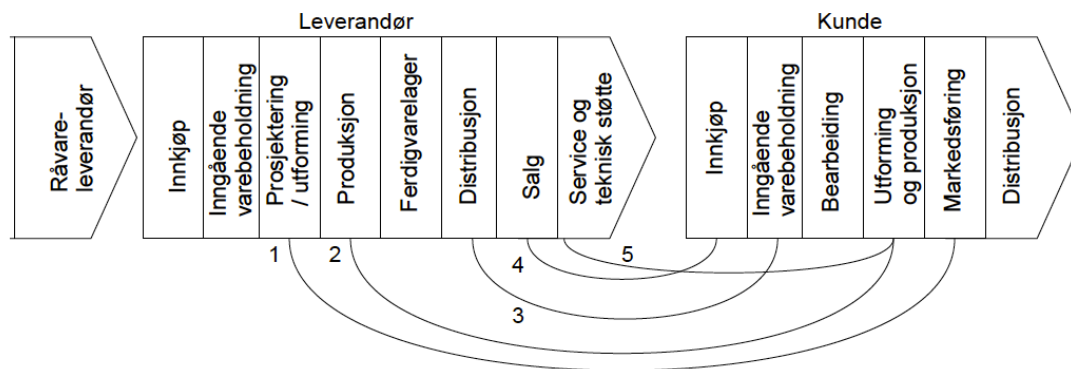 Leverandør
Kunde
Råvare-
leverandør
Innkjøp
Inngående
varebeholdning
Prosjektering
/ utforming
Produksjon
Ferdigvarelager
Distribusjon
Salg
Service og
teknisk støtte
Innkjøp
Inngående
varebeholdning
Bearbeiding
Utforming
og produksjon
Markedsføring
Distribusjon
1
2
4
5
3